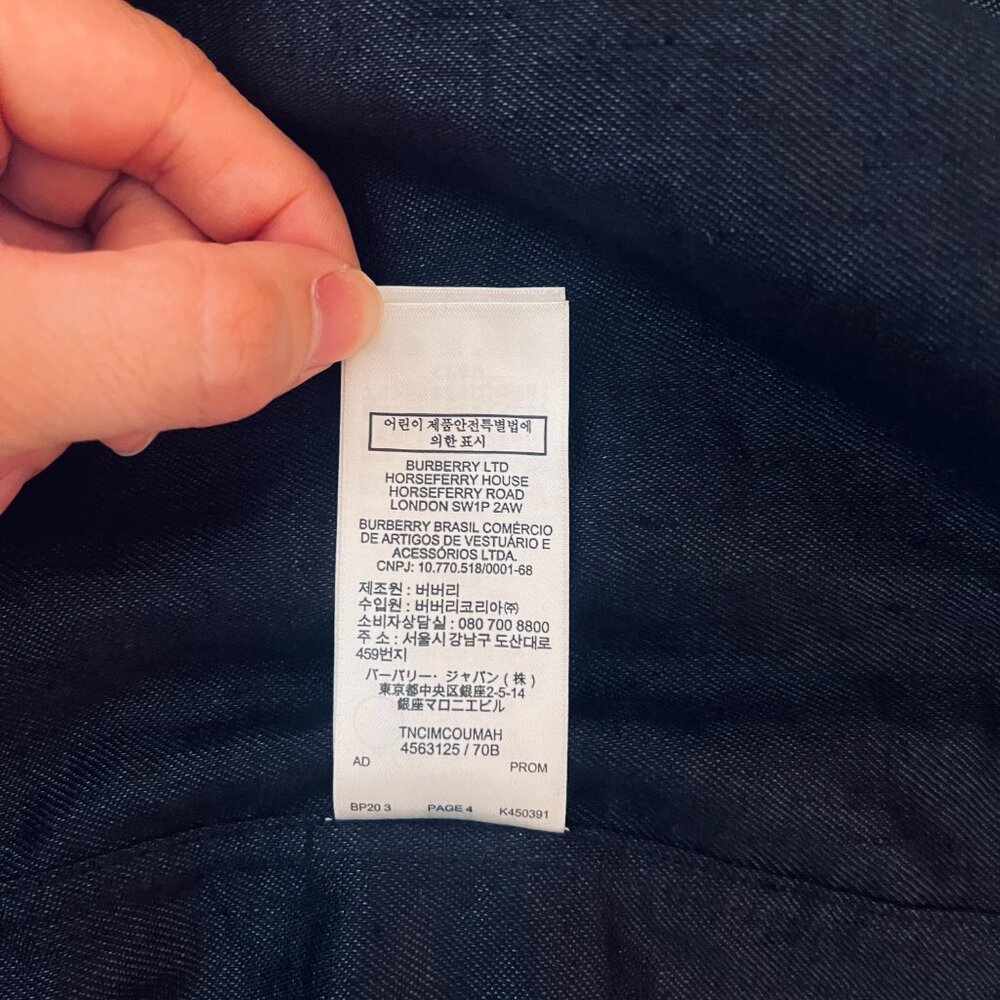 어린이 제품안전특별법에
의한 표시
BURBERRY LTD
HORSEFERRY HOUSE
HORSEFERRY ROAD
LONDON SW1P 2AW
BURBERRY BRASIL COMÉRCIO
DE ARTIGOS DE VESTUÁRIO E
ACESSÓRIOS LTDA.
CNPJ: 10.770.518/0001-68
제조원 : 버버리
수입원 : 버버리코리아㈜
소비자상담실 : 080 700 8800
주 소 : 서울시 강남구 도산대로
459번지
バーバリー・ジャパン ( 株 )
東京都中央区銀座2-5-14
銀座マロニエビル
TNCIMCOUMAH
4563125 / 70B
AD PROM
BP20 3 PAGE 4 K450391